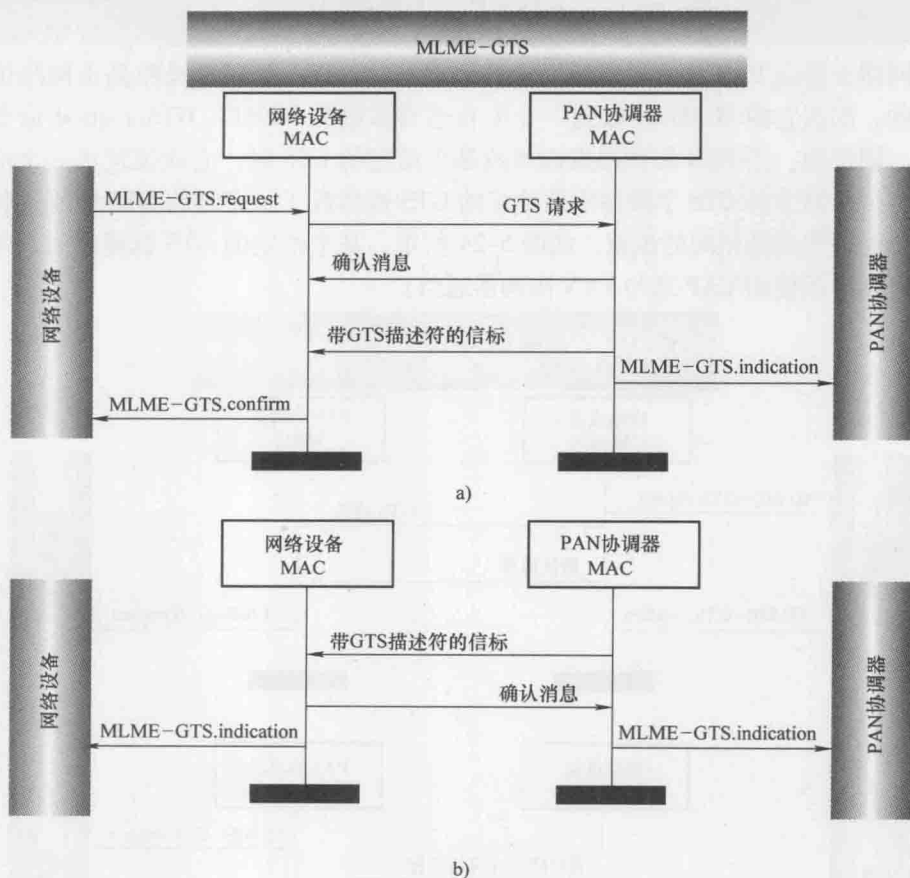 MLME-GTS
网络设备
MAC
PAN协调器
MAC
MLME-GTS.request
GTS 请求
确认消息
带GTS描述符的信标
MLME-GTS.indication
MLME-GTS.confirm
网络设备
PAN协调器
a)
网络设备
MAC
PAN协调器
MAC
带GTS描述符的信标
确认消息
MLME-GTS.indication
MLME-GTS.indication
网络设备
PAN协调器
b)